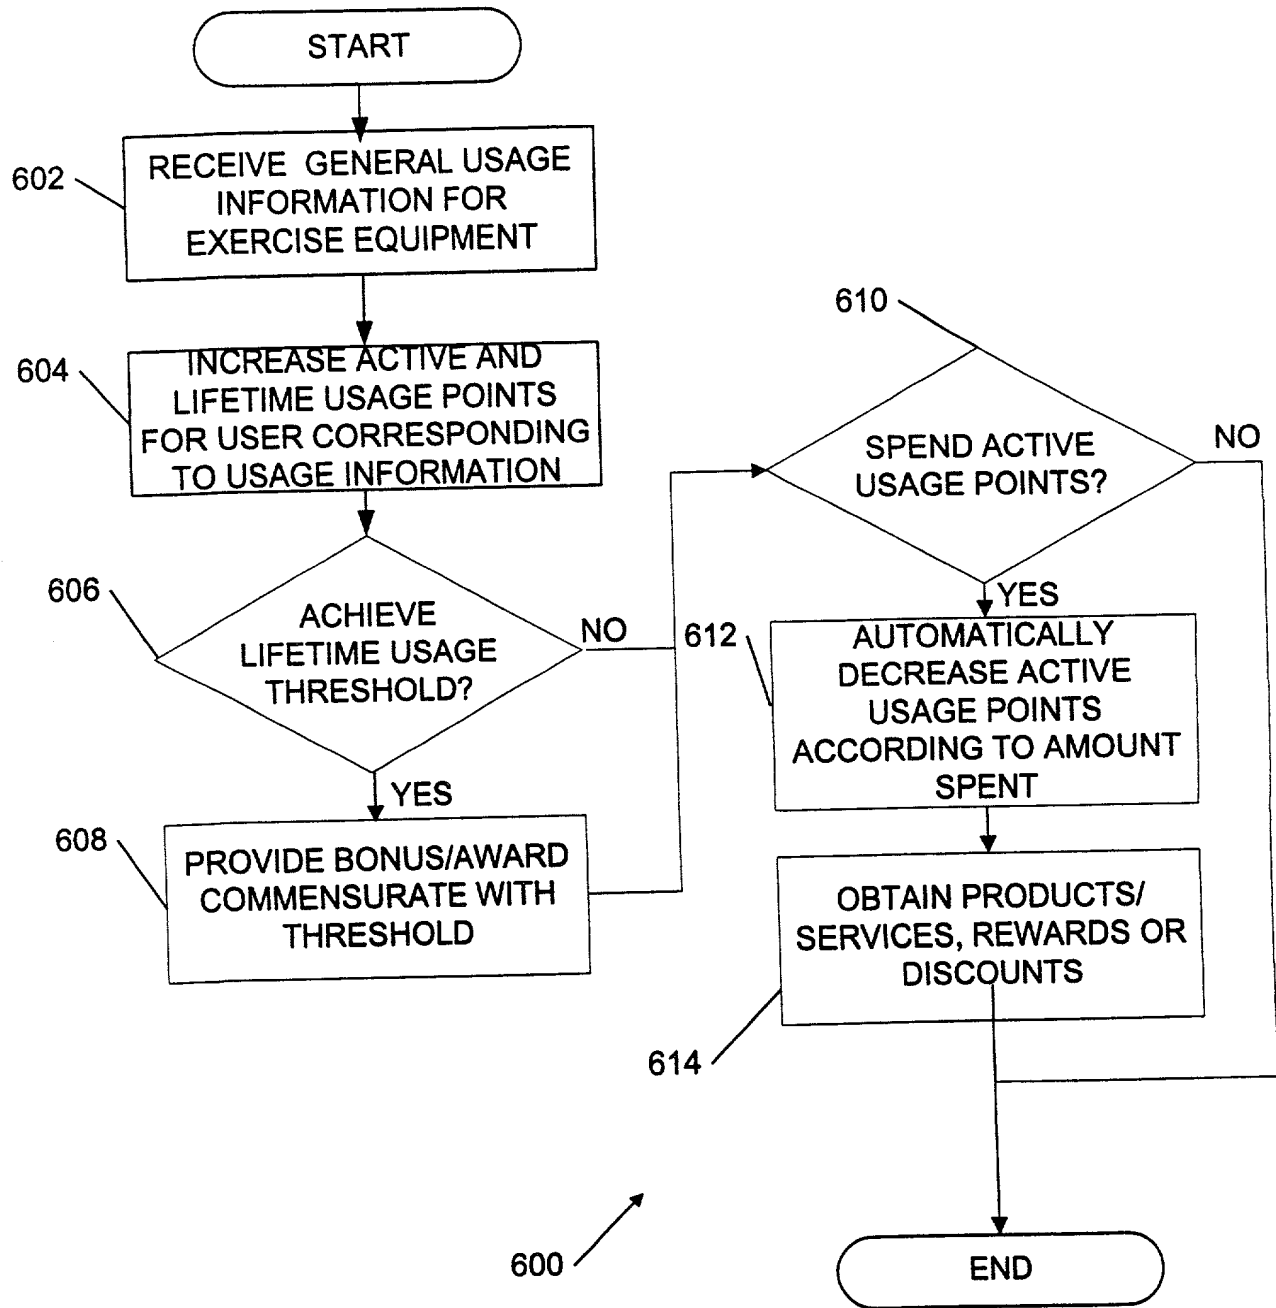 START
602
RECEIVE GENERAL USAGE
INFORMATION FOR
EXERCISE EQUIPMENT
604
INCREASE ACTIVE AND
LIFETIME USAGE POINTS
FOR USER CORRESPONDING
TO USAGE INFORMATION
606
ACHIEVE
LIFETIME USAGE
THRESHOLD?
NO
YES
608
PROVIDE BONUS/AWARD
COMMENSURATE WITH
THRESHOLD
610
SPEND ACTIVE
USAGE POINTS?
NO
YES
612
AUTOMATICALLY
DECREASE ACTIVE
USAGE POINTS
ACCORDING TO AMOUNT
SPENT
OBTAIN PRODUCTS/
SERVICES, REWARDS OR
DISCOUNTS
614
600
END